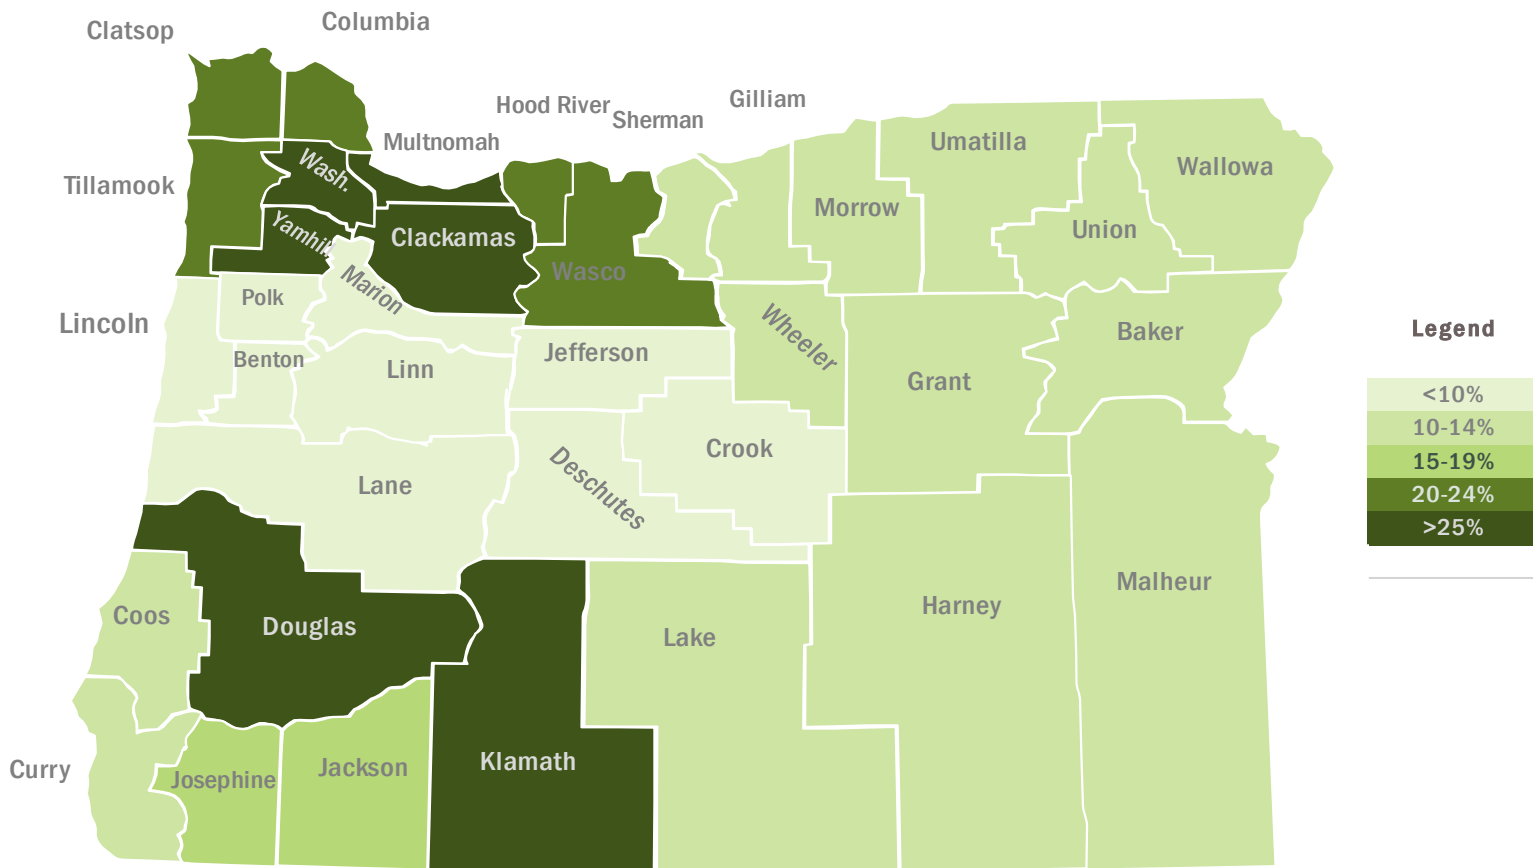 Columbia
Clatsop
Gilliam
Hood River
Sherman
Multnomah
Umatilla
Wallowa
Wash.
Tillamook
Morrow
Union
Yamhill
Clackamas
Wasco
Marion
Polk
Lincoln
Wheeler
Baker
Legend
Benton
Jefferson
Linn
Grant
<10%
10-14%
Crook
15-19%
Lane
Deschutes
20-24%
>25%
Malheur
Harney
Coos
Douglas
Lake
Klamath
Jackson
Curry
Josephine